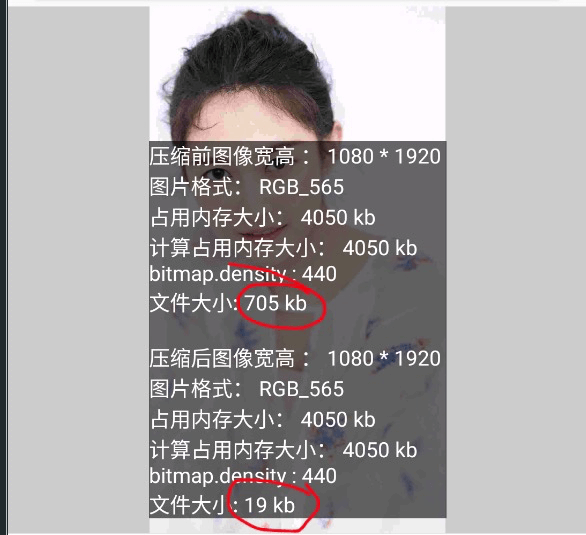 压缩前图像宽高： 1080 * 1920
图片格式： RGB_565
占用内存大小： 4050 kb
计算占用内存大小： 4050 kb
bitmap.density : 440
文件大小: 705 kb
压缩后图像宽高： 1080 * 1920
图片格式： RGB_565
占用内存大小： 4050 kb
计算占用内存大小： 4050 kb
bitmap.density : 440
文件大小: 19 kb